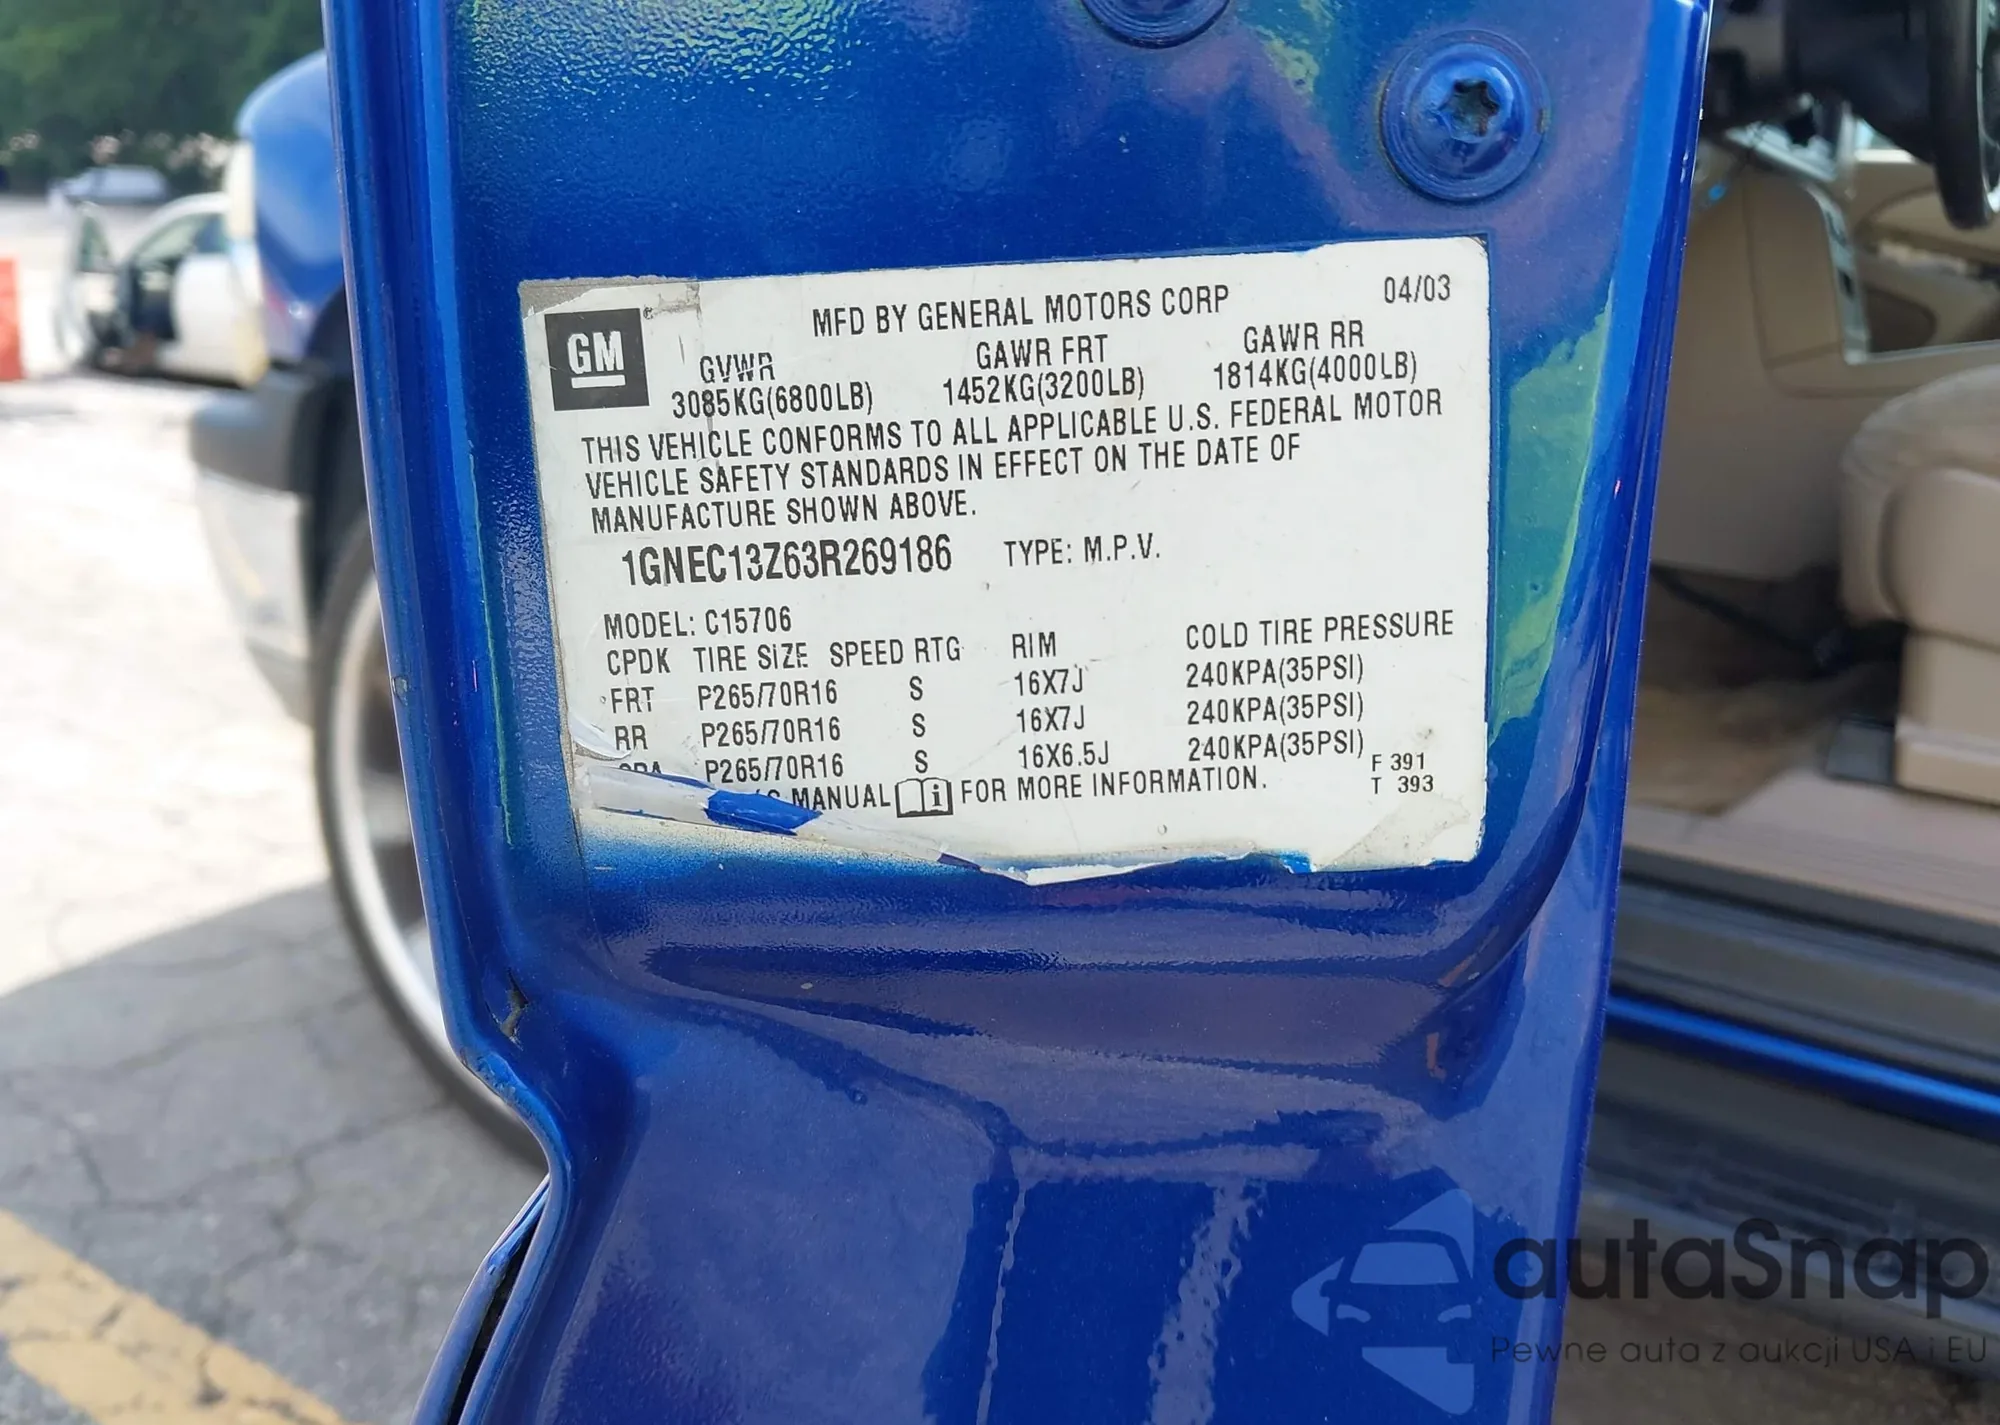 GM
MFD BY GENERAL MOTORS CORP 04/03
GVWR GAWR FRT GAWR RR
3085KG(6800LB) 1452KG(3200LB) 1814KG(4000LB)
THIS VEHICLE CONFORMS TO ALL APPLICABLE U.S. FEDERAL MOTOR
VEHICLE SAFETY STANDARDS IN EFFECT ON THE DATE OF
MANUFACTURE SHOWN ABOVE.
1GNEC13Z63R269186 TYPE: M.P.V.
MODEL: C15706
CPDK TIRE SIZE SPEED RTG RIM COLD TIRE PRESSURE
FRT P265/70R16 S 16X7J 240KPA(35PSI)
RR P265/70R16 S 16X7J 240KPA(35PSI)
P265/70R16 S 16X6.5J 240KPA(35PSI)
MANUAL i FOR MORE INFORMATION.
F 391
T 393
autaSnap
Pewne auta z aukcji USA i EU